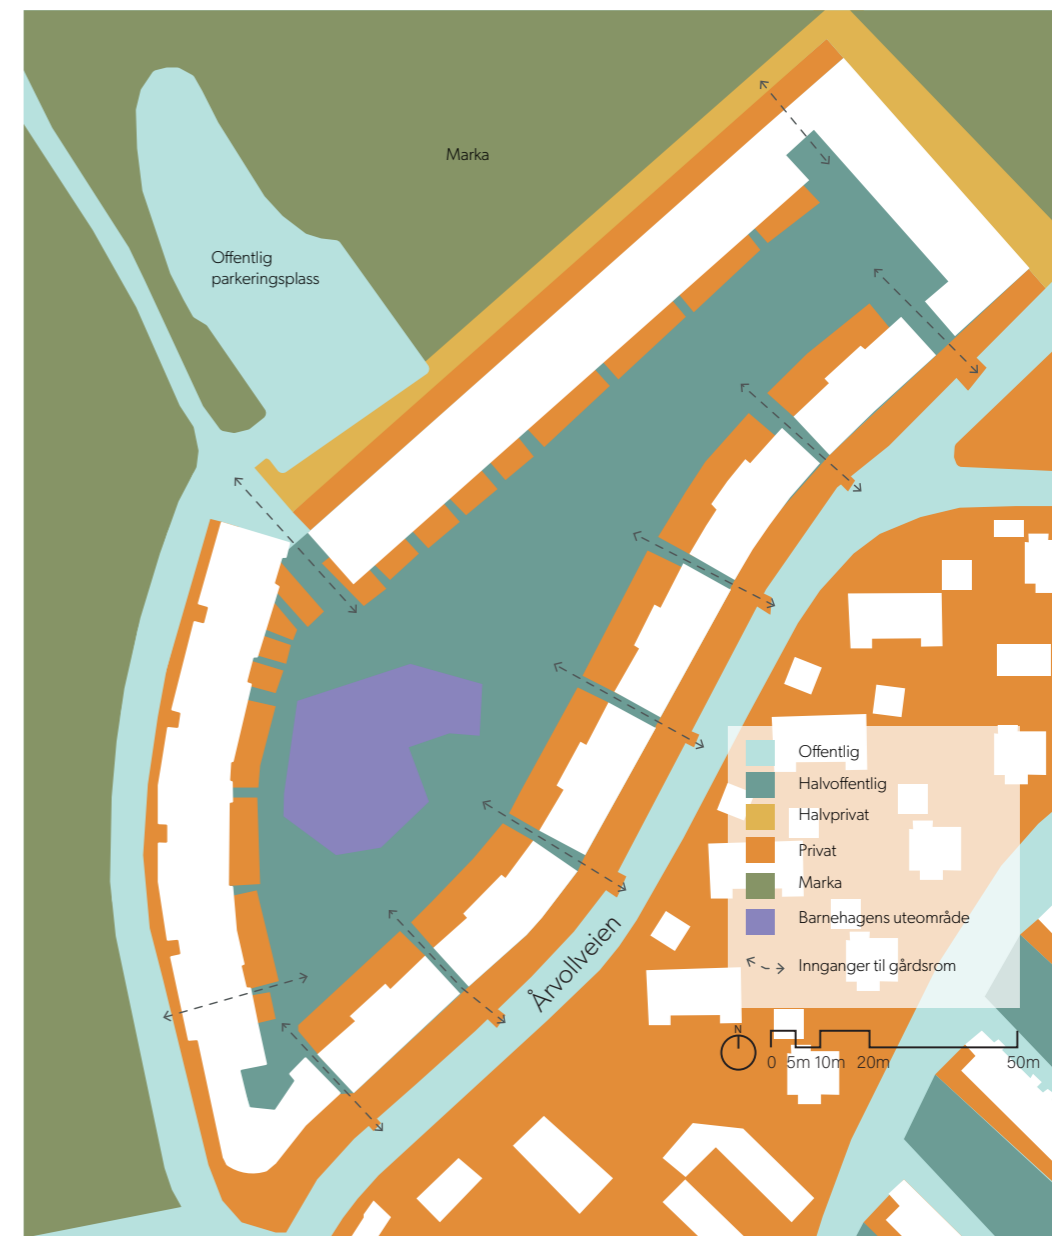 Marka
Offentlig
parkeringsplass
Offentlig
Halvoffentlig
Halvprivat
Privat
Marka
Barnehagens uteområde
Innganger til gårdsrom
Årvollveien
N
0 5m 10m 20m 50m